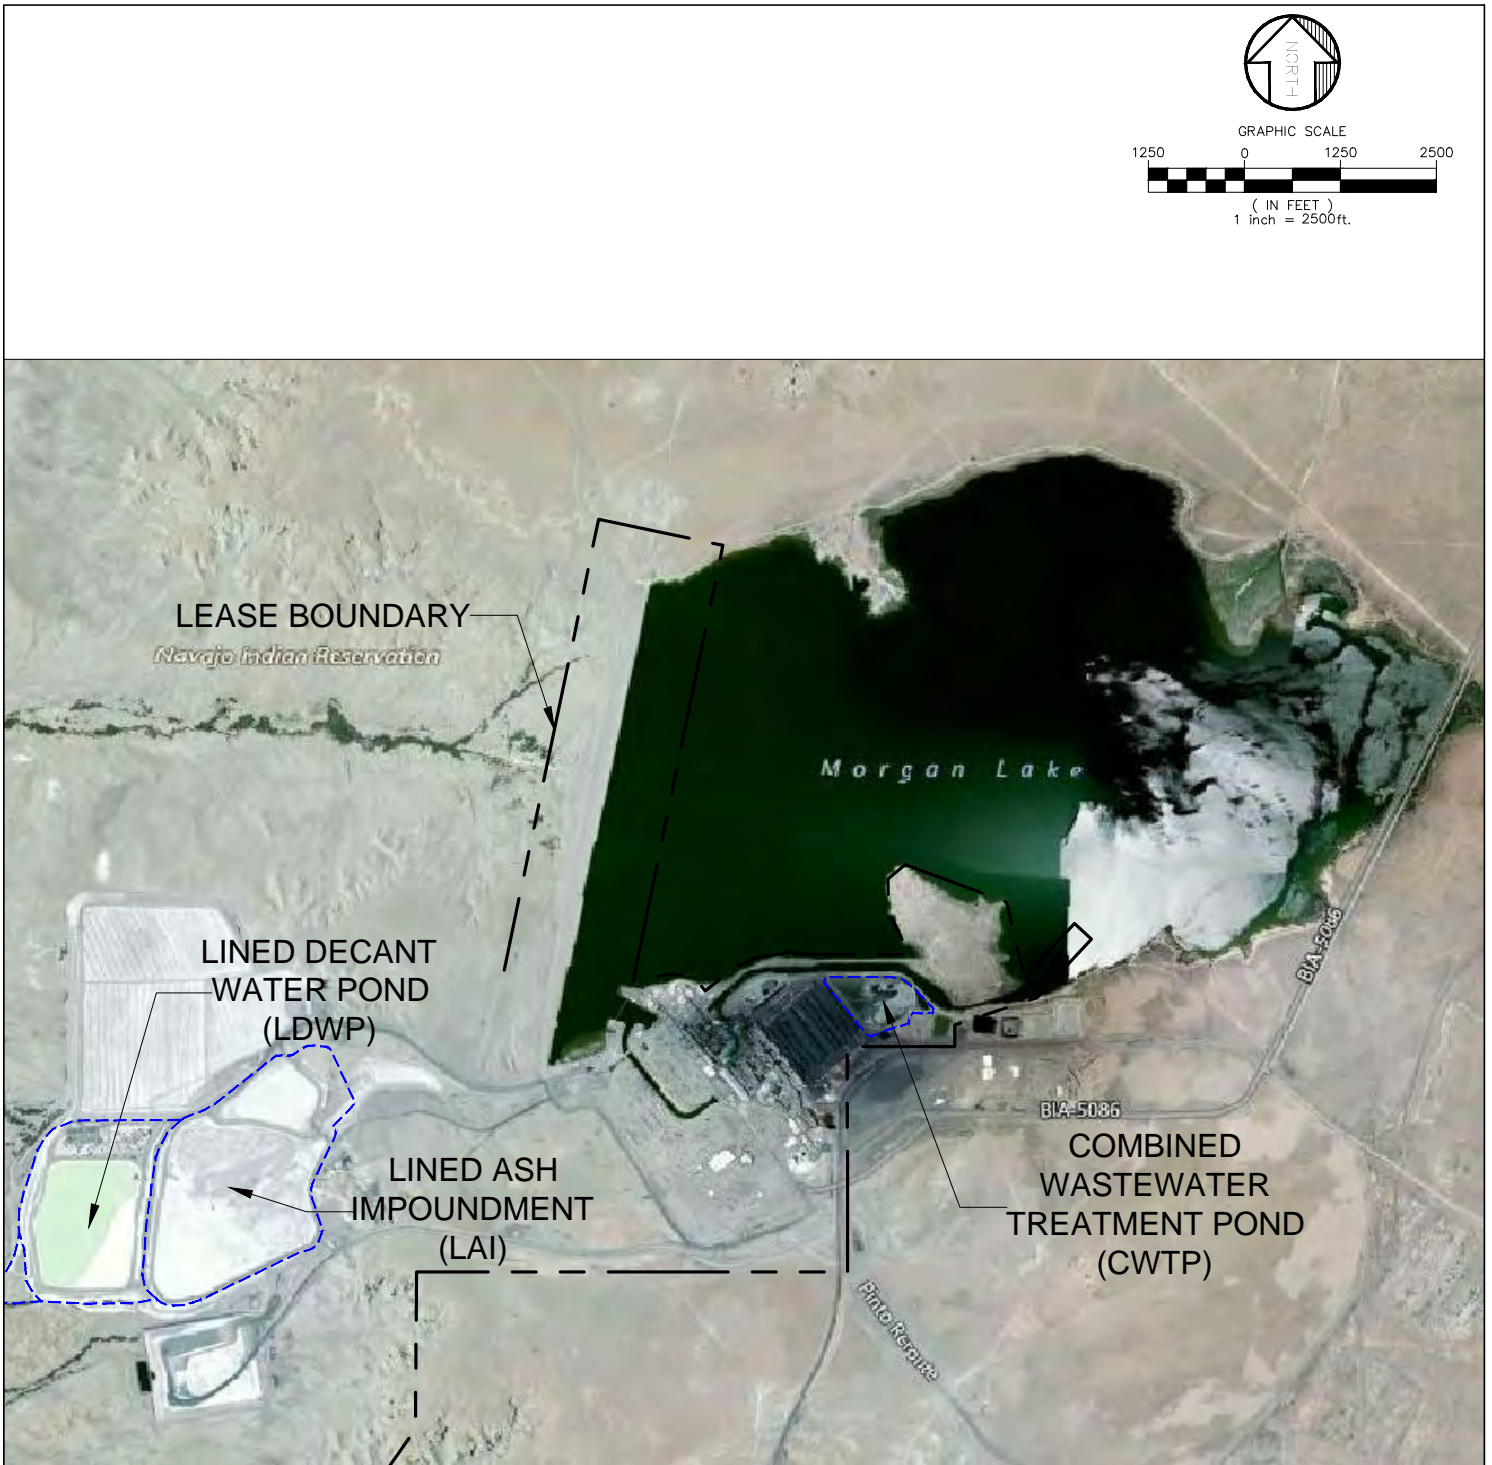 NORTH
GRAPHIC SCALE
1250 0 1250 2500
( IN FEET )
1 inch = 2500ft.
LEASE BOUNDARY
Navajo Indian Reservation
Morgan Lake
LINED DECANT
WATER POND
(LDWP)
BIA-5086
BIA-5086
LINED ASH
IMPOUNDMENT
(LAI)
COMBINED
WASTEWATER
TREATMENT POND
(CWTP)
Pinto Reroute